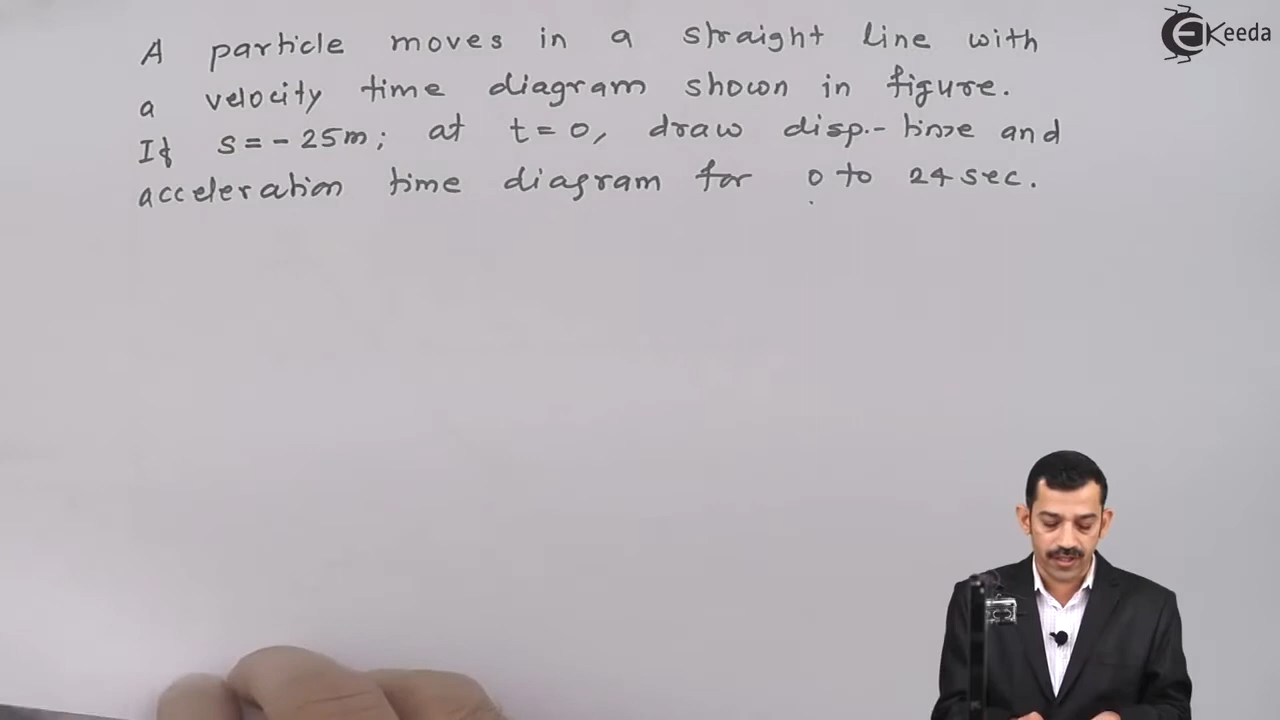 A particle moves in a straight line with
a velocity time diagram shown in figure.
If s = - 25m; at t = 0, draw disp.- time and
acceleration time diagram for 0 to 24 sec.
EKeeda